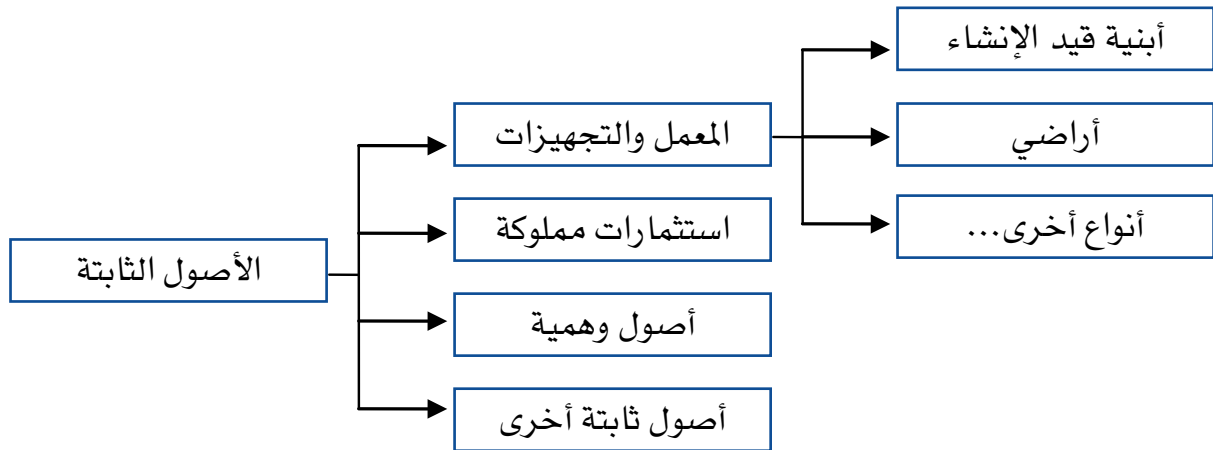 الأصول الثابتة
المعمل والتجهيزات
استثمارات مملوكة
أصول وهمية
أصول ثابتة أخرى
أبنية قيد الإنشاء
أراضي
أنواع أخرى...